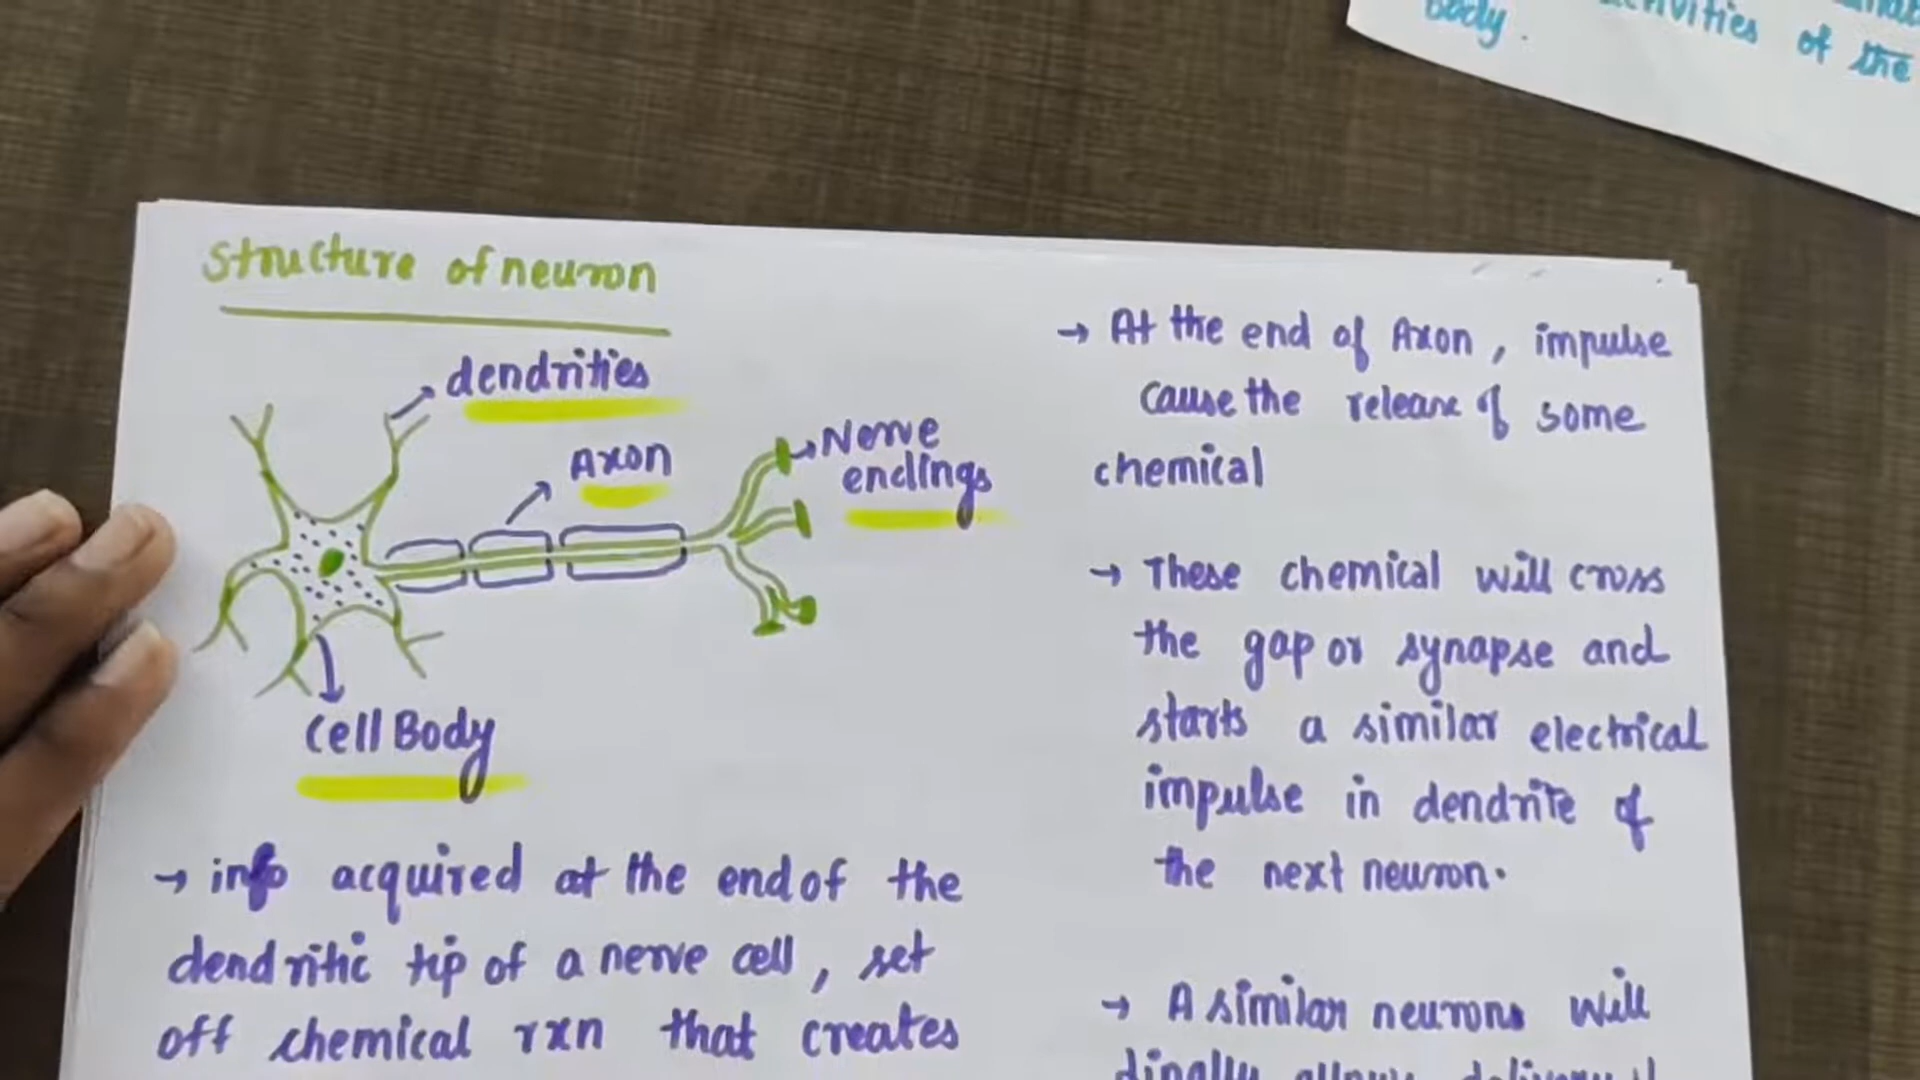 body.
activities of the
Structure of neuron
dendrities
Axon
Nerve
endings
Cell Body
→ info acquired at the end of the
dendritic tip of a nerve cell, set
off chemical rxn that creates
→ At the end of Axon, impulse
cause the release of some
chemical
→ These chemical will cross
the gap or synapse and
starts a similar electrical
impulse in dendrite of
the next neuron.
→ A similar neurons will